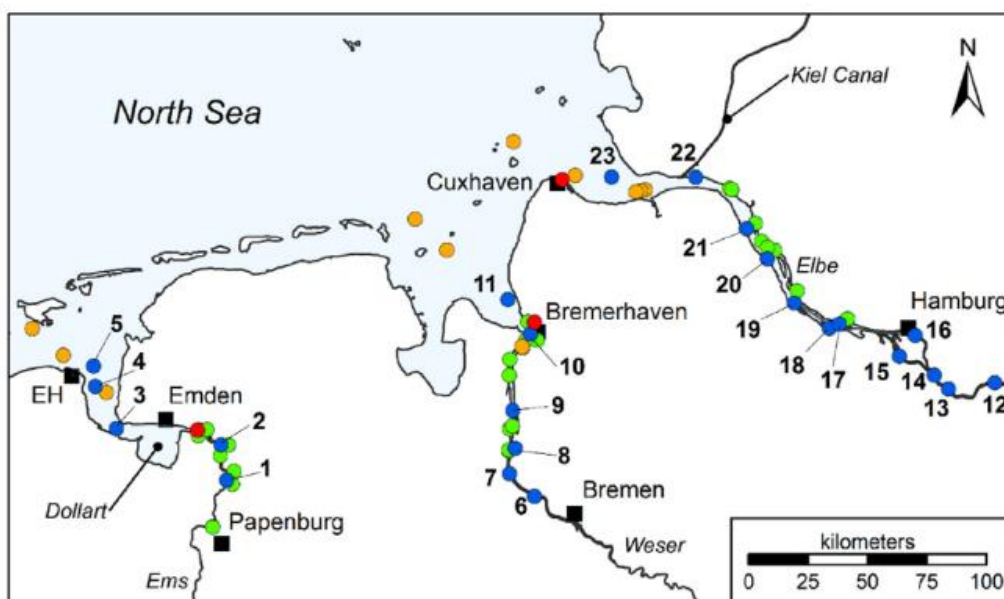 N
Kiel Canal
North Sea
23
22
Cuxhaven
21
Elbe
20
11
Hamburg
Bremerhaven
19
16
5
10
18
4
17
15
14
EH
3
Emden
13
12
2
9
8
1
7
Bremen
Dollart
6
Papenburg
kilometers
Weser
Ems
0 25 50 75 100